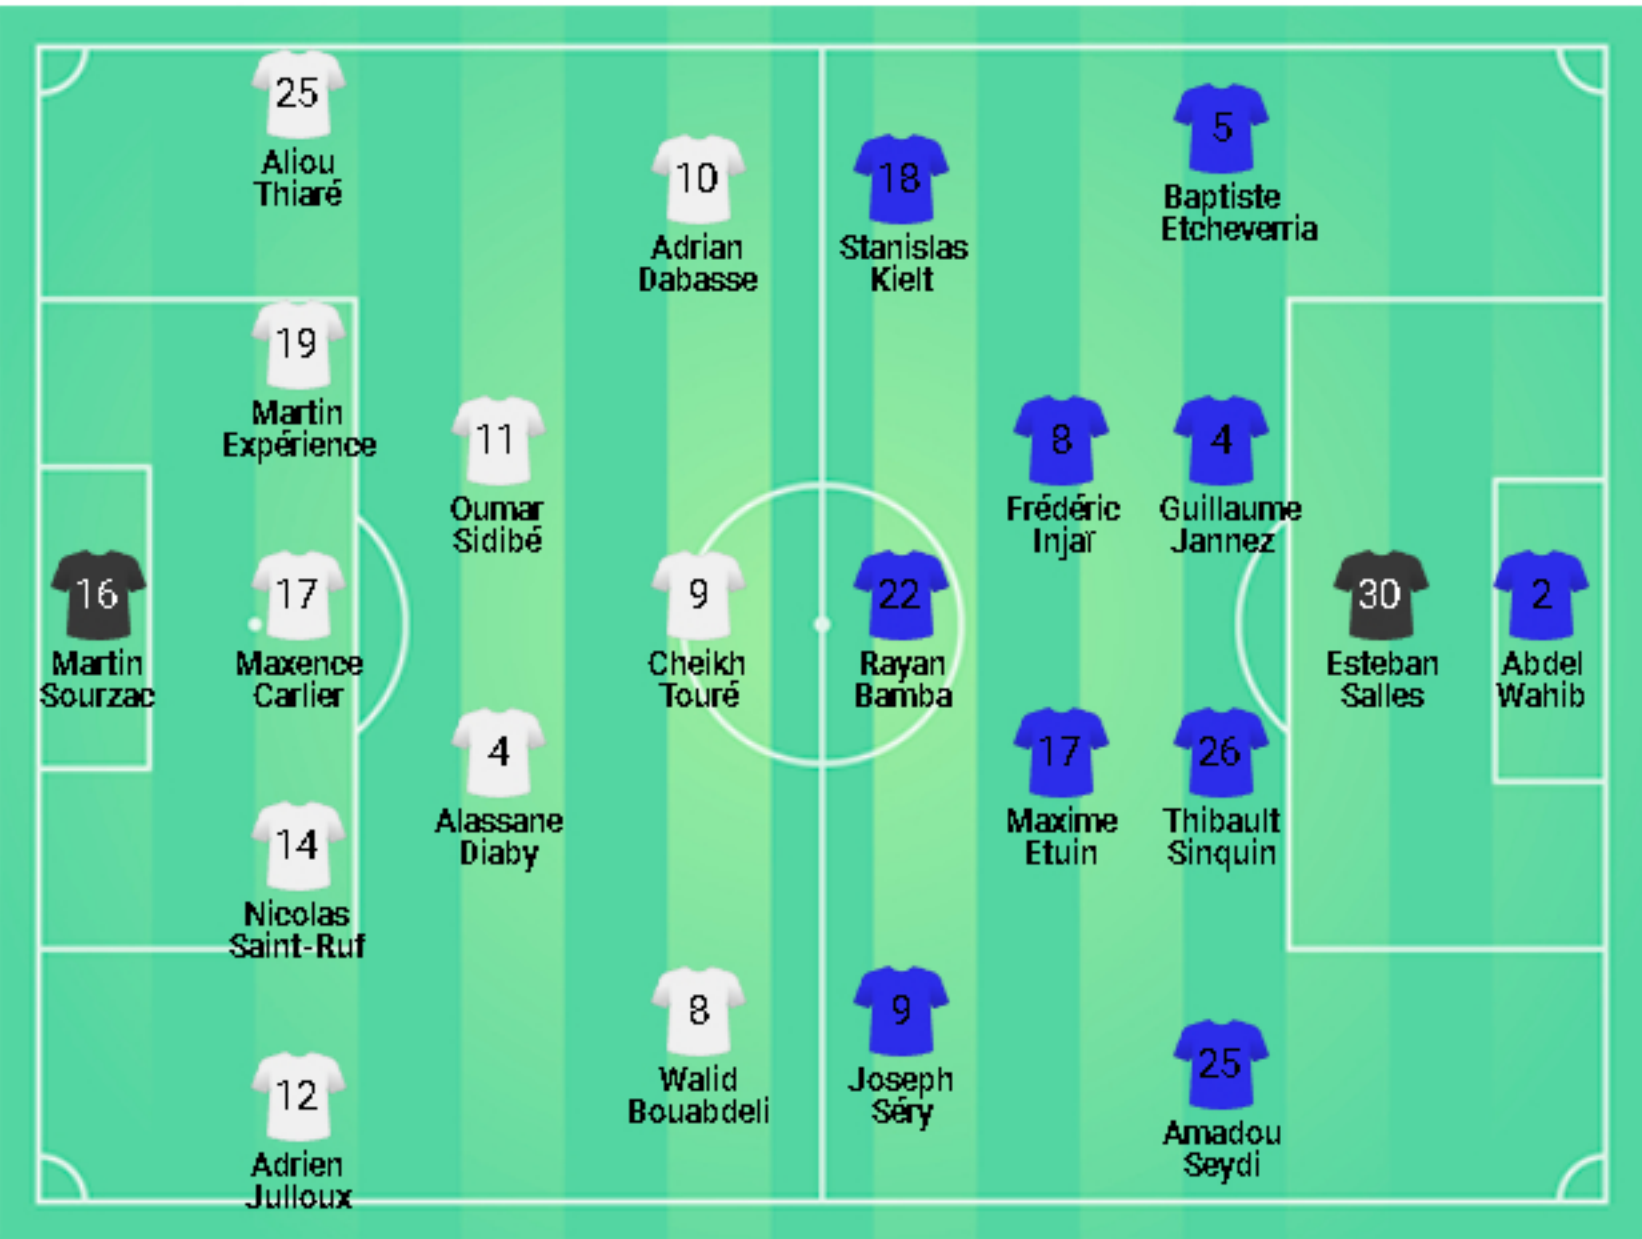 25
Aliou
Thiaré
19
Martin
Expérience
17
Maxence
Carlier
14
Nicolas
Saint-Ruf
12
Adrien
Julloux
16
Martin
Sourzac
11
Oumar
Sidibé
4
Alassane
Diaby
10
Adrian
Dabasse
9
Cheikh
Touré
8
Walid
Bouabdeli
18
Stanislas
Kielt
22
Rayan
Bamba
9
Joseph
Séry
8
Frédéric
Injaï
17
Maxime
Etuin
5
Baptiste
Etcheverria
4
Guillaume
Jannez
26
Thibault
Sinquin
25
Amadou
Seydi
30
Esteban
Salles
2
Abdel
Wahib